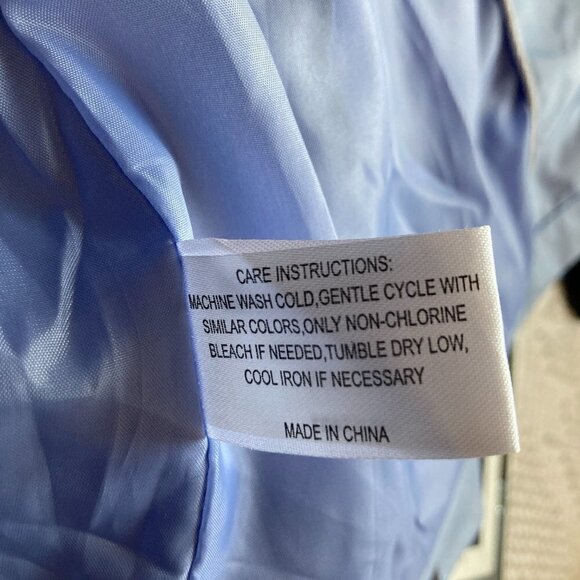 CARE INSTRUCTIONS:
MACHINE WASH COLD,GENTLE CYCLE WITH
SIMILAR COLORS,ONLY NON-CHLORINE
BLEACH IF NEEDED,TUMBLE DRY LOW,
COOL IRON IF NECESSARY
MADE IN CHINA